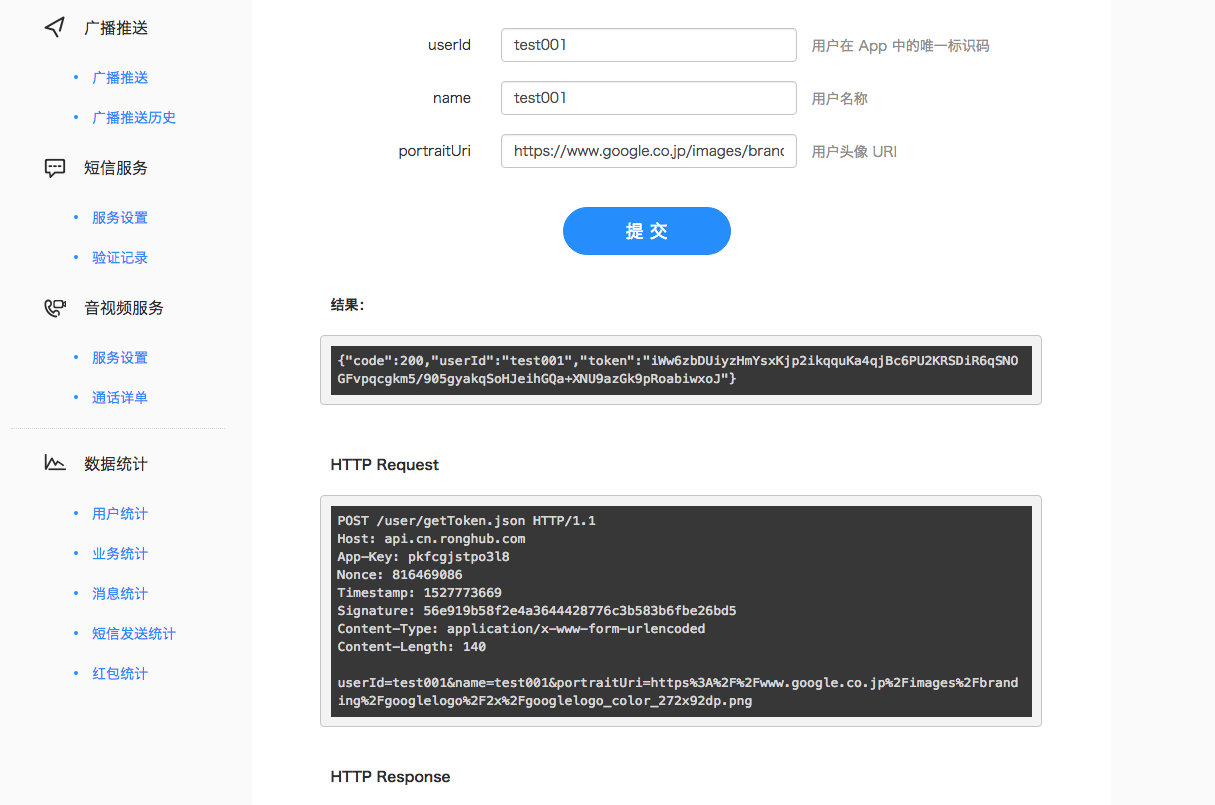 广播推送
广播推送
广播推送历史
短信服务
服务设置
验证记录
音视频服务
服务设置
通话详单
数据统计
用户统计
业务统计
消息统计
短信发送统计
红包统计
userId test001 用户在 App 中的唯一标识码
name test001 用户名称
portraitUri https://www.google.co.jp/images/branc 用户头像 URI
提 交
结果:
{"code":200,"userId":"test001","token":"iWw6zbDUiyzHmYsxKjp2ikqquKa4qjBc6PU2KRSDiR6qSNO
GFvpqcgkm5/905gyakqSoHJeihGQa+XNU9azGk9pRoabiwxoJ"}
HTTP Request
POST /user/getToken.json HTTP/1.1
Host: api.cn.ronghub.com
App-Key: pkfcgjstpo3l8
Nonce: 816469086
Timestamp: 1527773669
Signature: 56e919b58f2e4a3644428776c3b583b6fbe26bd5
Content-Type: application/x-www-form-urlencoded
Content-Length: 140
userId=test001&name=test001&portraitUri=https%3A%2F%2Fwww.google.co.jp%2Fimages%2Fbrand
ing%2Fgooglelogo%2F2x%2Fgooglelogo_color_272x92dp.png
HTTP Response